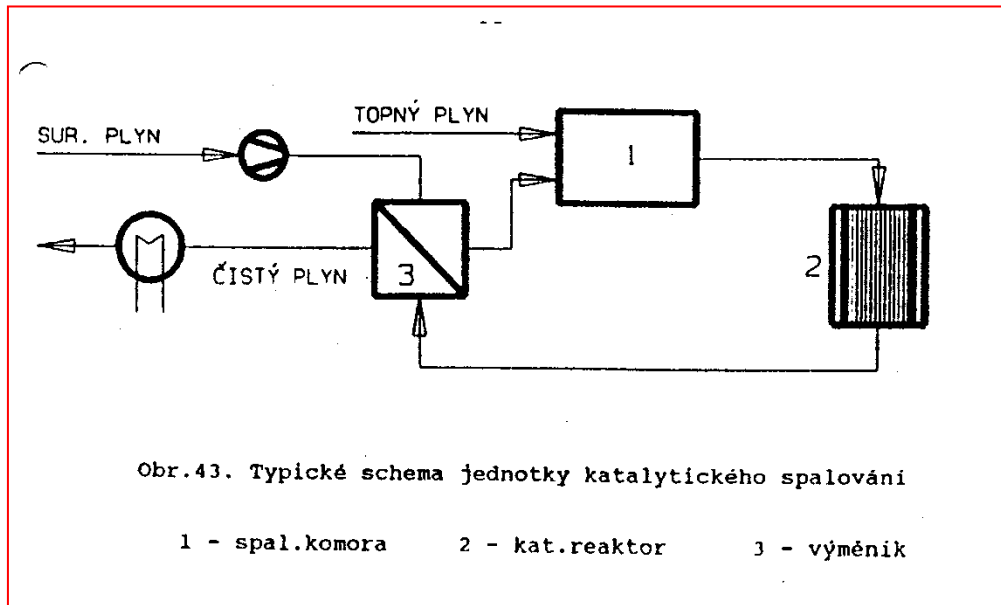 TOPNÝ PLYN
SUR. PLYN
1
ČISTÝ PLYN
3
2
Obr.43. Typické schema jednotky katalytického spalování
1 - spal.komora 2 - kat.reaktor 3 - výměnik